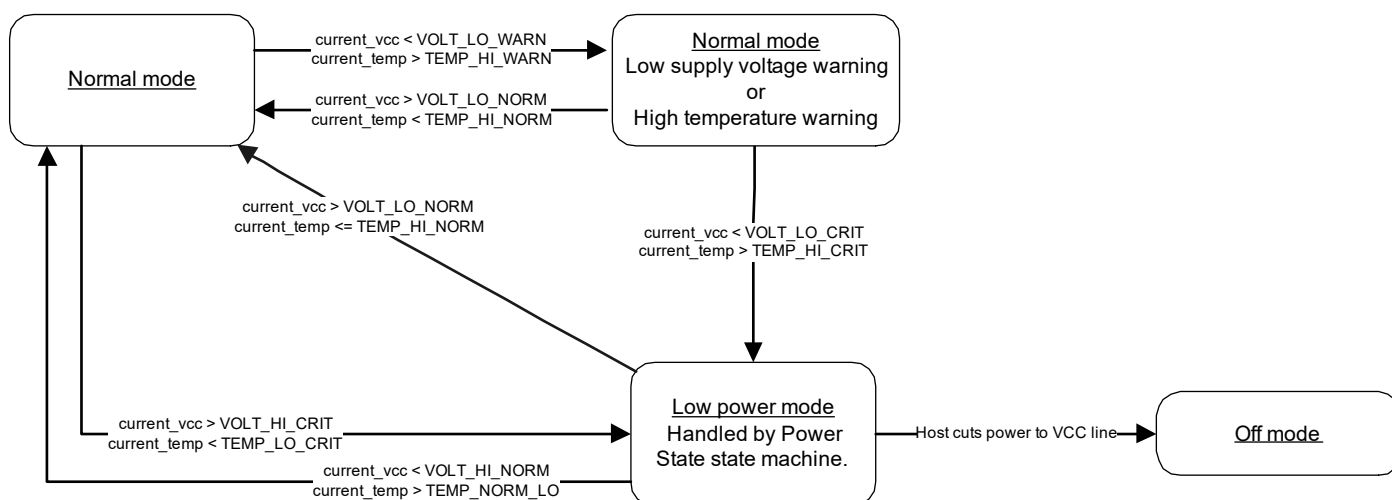 Normal mode
current_vcc < VOLT_LO_WARN
current_temp > TEMP_HI_WARN
current_vcc > VOLT_LO_NORM
current_temp < TEMP_HI_NORM
Normal mode
Low supply voltage warning
or
High temperature warning
current_vcc > VOLT_LO_NORM
current_temp <= TEMP_HI_NORM
current_vcc < VOLT_LO_CRIT
current_temp > TEMP_HI_CRIT
current_vcc > VOLT_HI_CRIT
current_temp < TEMP_LO_CRIT
current_vcc < VOLT_HI_NORM
current_temp > TEMP_NORM_LO
Low power mode
Handled by Power
State state machine.
Host cuts power to VCC line
Off mode